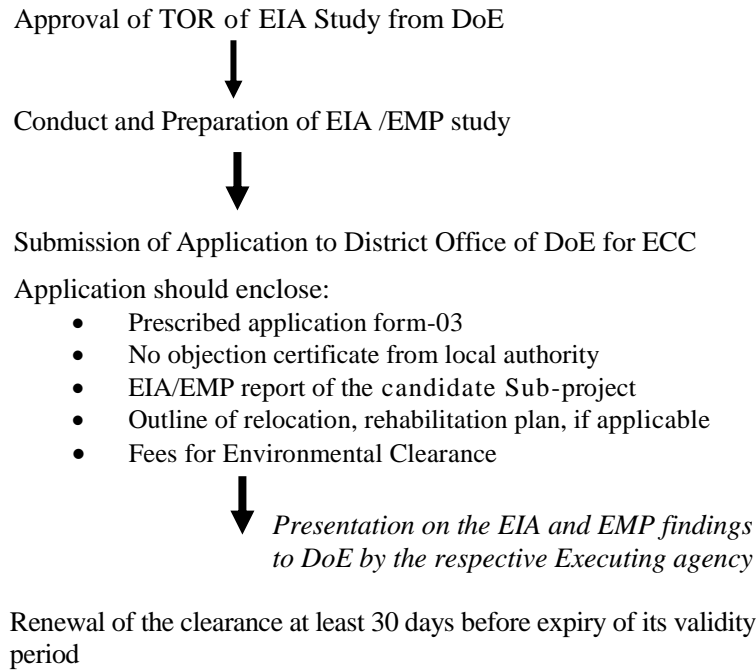 Approval of TOR of EIA Study from DoE
Conduct and Preparation of EIA /EMP study
Submission of Application to District Office of DoE for ECC
Application should enclose:
• Prescribed application form-03
• No objection certificate from local authority
• EIA/EMP report of the candidate Sub-project
• Outline of relocation, rehabilitation plan, if applicable
• Fees for Environmental Clearance
Presentation on the EIA and EMP findings
to DoE by the respective Executing agency
Renewal of the clearance at least 30 days before expiry of its validity
period